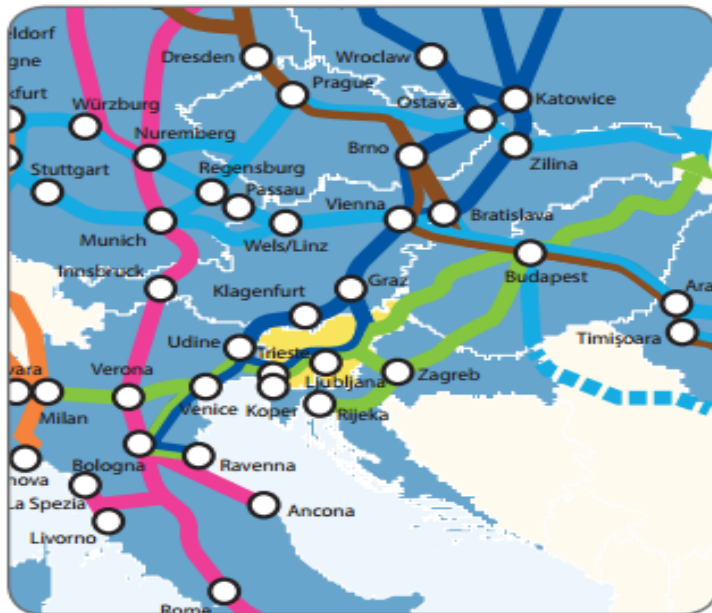 eldorf
Dresden
Wroclaw
gne
Prague
kfurt
Würzburg
Ostava
Katowice
Nuremberg
Brno
Zilina
Stuttgart
Regensburg
Passau
Vienna
Bratislava
Munich
Wels/Linz
Innsbruck
Budapest
Klagenfurt
Graz
Ara
Udine
Timişoara
vara
Verona
Trieste
Zagreb
Milan
Venice
Ljubljana
Koper
Rijeka
nova
Bologna
Ravenna
La Spezia
Ancona
Livorno
Rome